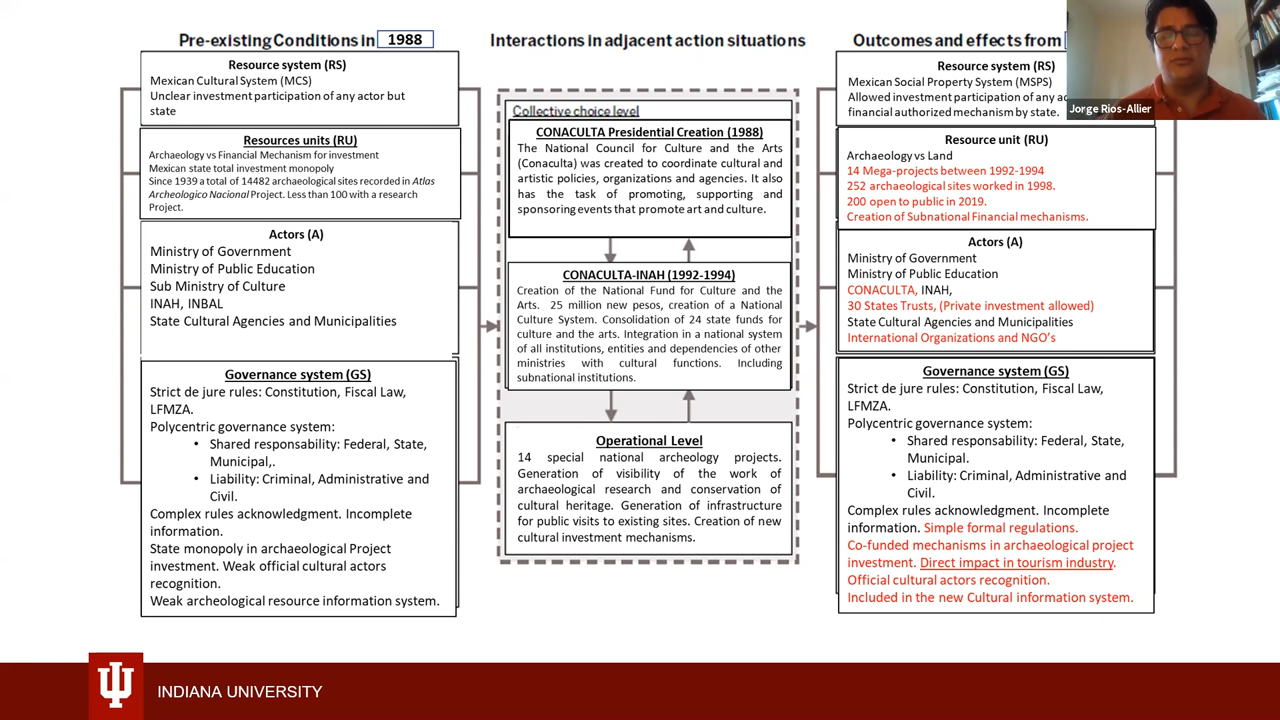 Pre-existing Conditions in 1988
Resource system (RS)
Mexican Cultural System (MCS)
Unclear investment participation of any actor but
state
Resources units (RU)
Archaeology vs Financial Mechanism for investment
Mexican state total investment monopoly
Since 1939 a total of 14482 archaeological sites recorded in Atlas
Archeologico Nacional Project. Less than 100 with a research
Project.
Actors (A)
Ministry of Government
Ministry of Public Education
Sub Ministry of Culture
INAH, INBAL
State Cultural Agencies and Municipalities
Governance system (GS)
Strict de jure rules: Constitution, Fiscal Law,
LFMZA.
Polycentric governance system:
• Shared responsability: Federal, State,
Municipal,.
• Liability: Criminal, Administrative and
Civil.
Complex rules acknowledgment. Incomplete
information.
State monopoly in archaeological Project
investment. Weak official cultural actors
recognition.
Weak archeological resource information system.
Interactions in adjacent action situations
Collective choice level
CONACULTA Presidential Creation (1988)
The National Council for Culture and the Arts
(Conaculta) was created to coordinate cultural and
artistic policies, organizations and agencies. It also
has the task of promoting, supporting and
sponsoring events that promote art and culture.
CONACULTA-INAH (1992-1994)
Creation of the National Fund for Culture and the
Arts. 25 million new pesos, creation of a National
Culture System. Consolidation of 24 state funds for
culture and the arts. Integration in a national system
of all institutions, entities and dependencies of other
ministries with cultural functions. Including
subnational institutions.
Operational Level
14 special national archeology projects.
Generation of visibility of the work of
archaeological research and conservation of
cultural heritage. Generation of infrastructure
for public visits to existing sites. Creation of new
cultural investment mechanisms.
Outcomes and effects from
Resource system (RS)
Mexican Social Property System (MSPS)
Allowed investment participation of any
financial authorized mechanism by state.
Resource unit (RU)
Archaeology vs Land
14 Mega-projects between 1992-1994
252 archaeological sites worked in 1998.
200 open to public in 2019.
Creation of Subnational Financial mechanisms.
Actors (A)
Ministry of Government
Ministry of Public Education
CONACULTA, INAH,
30 States Trusts, (Private investment allowed)
State Cultural Agencies and Municipalities
International Organizations and NGO's
Governance system (GS)
Strict de jure rules: Constitution, Fiscal Law,
LFMZA.
Polycentric governance system:
• Shared responsability: Federal, State,
Municipal.
• Liability: Criminal, Administrative and
Civil.
Complex rules acknowledgment. Incomplete
information. Simple formal regulations.
Co-funded mechanisms in archaeological project
investment. Direct impact in tourism industry.
Official cultural actors recognition.
Included in the new Cultural information system.
Jorge Rios-Allier
INDIANA UNIVERSITY